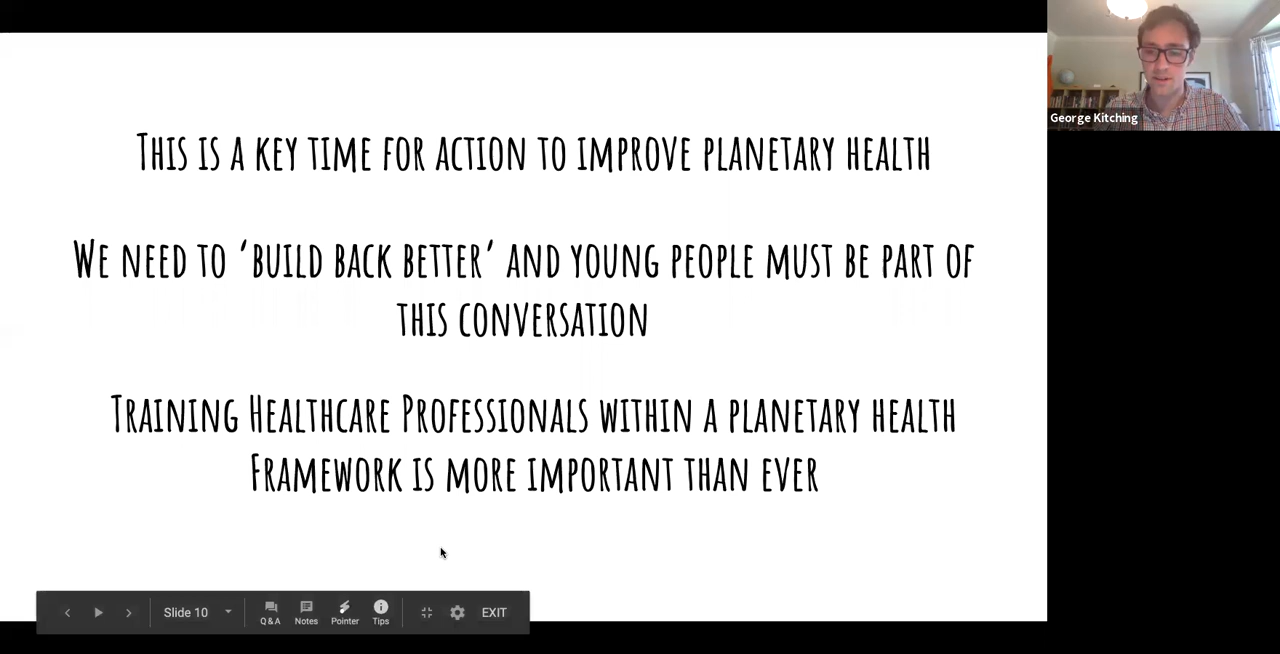 This is a key time for action to improve planetary health
We need to ‘build back better’ and young people must be part of
this conversation
Training Healthcare Professionals within a planetary health
Framework is more important than ever
George Kitching
Slide 10
Q&A
Notes
Pointer
Tips
EXIT